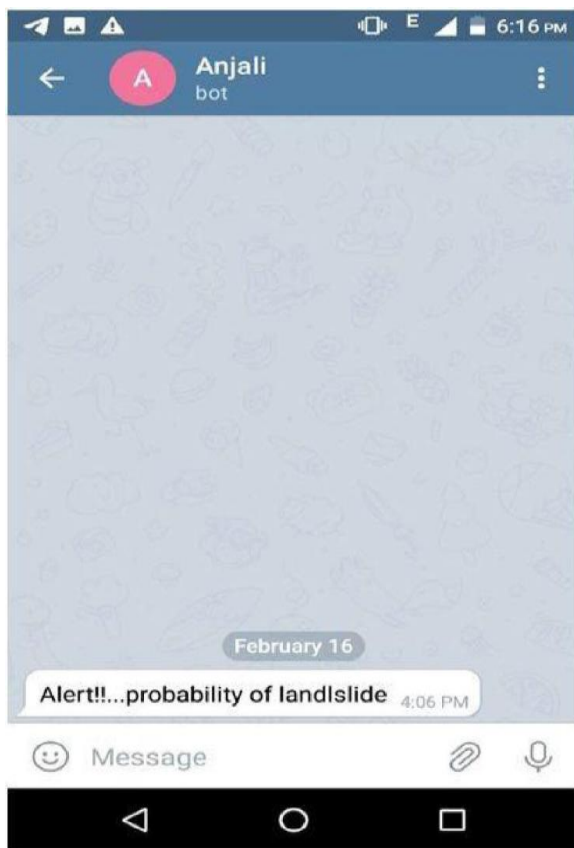 E 6:16 PM
A
Anjali
bot
February 16
Alert!!...probability of landlslide 4:06 PM
Message